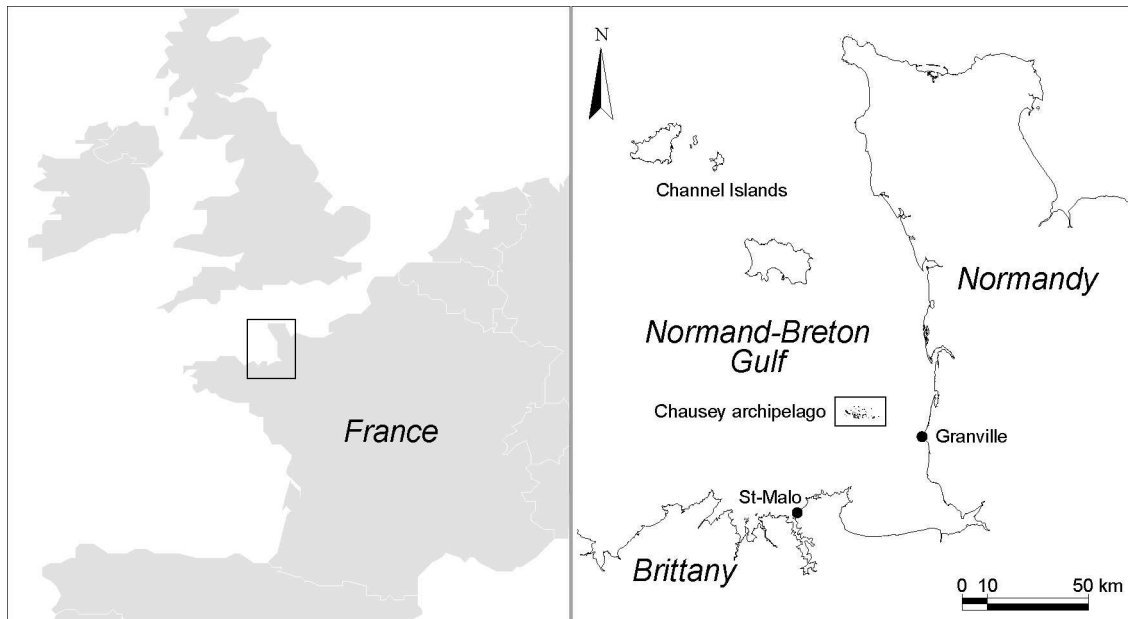 France
N
Channel Islands
Normandy
Normand-Breton
Gulf
Chausey archipelago
Granville
St-Malo
Brittany
0 10 50 km